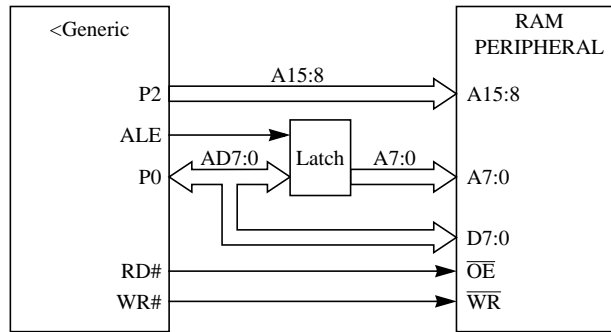 <Generic
RAM
PERIPHERAL
A15:8
P2
A15:8
ALE
AD7:0
Latch
A7:0
P0
A7:0
D7:0
RD#
OE
WR#
WR